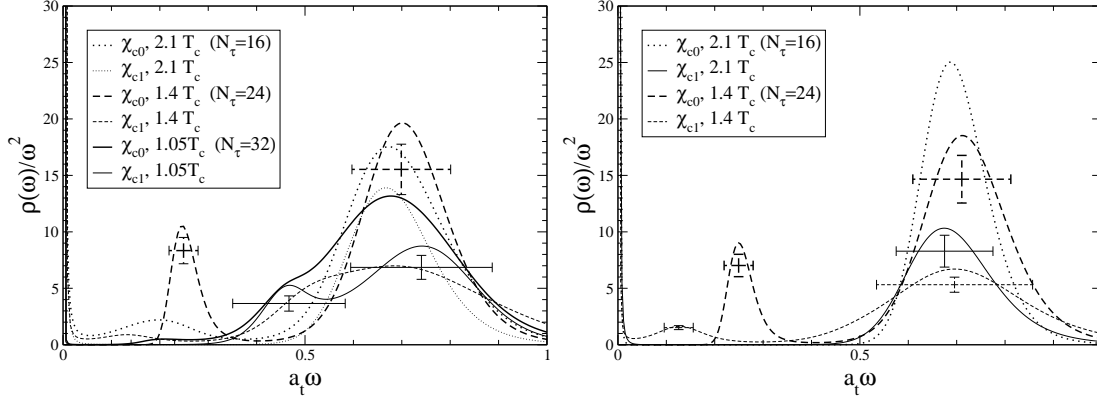 30
25
20
15
10
5
0
ρ(ω)/ω²
χc0, 2.1 Tc (Nτ=16)
χc1, 2.1 Tc
χc0, 1.4 Tc (Nτ=24)
χc1, 1.4 Tc
χc0, 1.05Tc (Nτ=32)
χc1, 1.05Tc
0
0.5
1
atω
30
25
20
15
10
5
0
ρ(ω)/ω²
χc0, 2.1 Tc (Nτ=16)
χc1, 2.1 Tc
χc0, 1.4 Tc (Nτ=24)
χc1, 1.4 Tc
0
0.5
atω